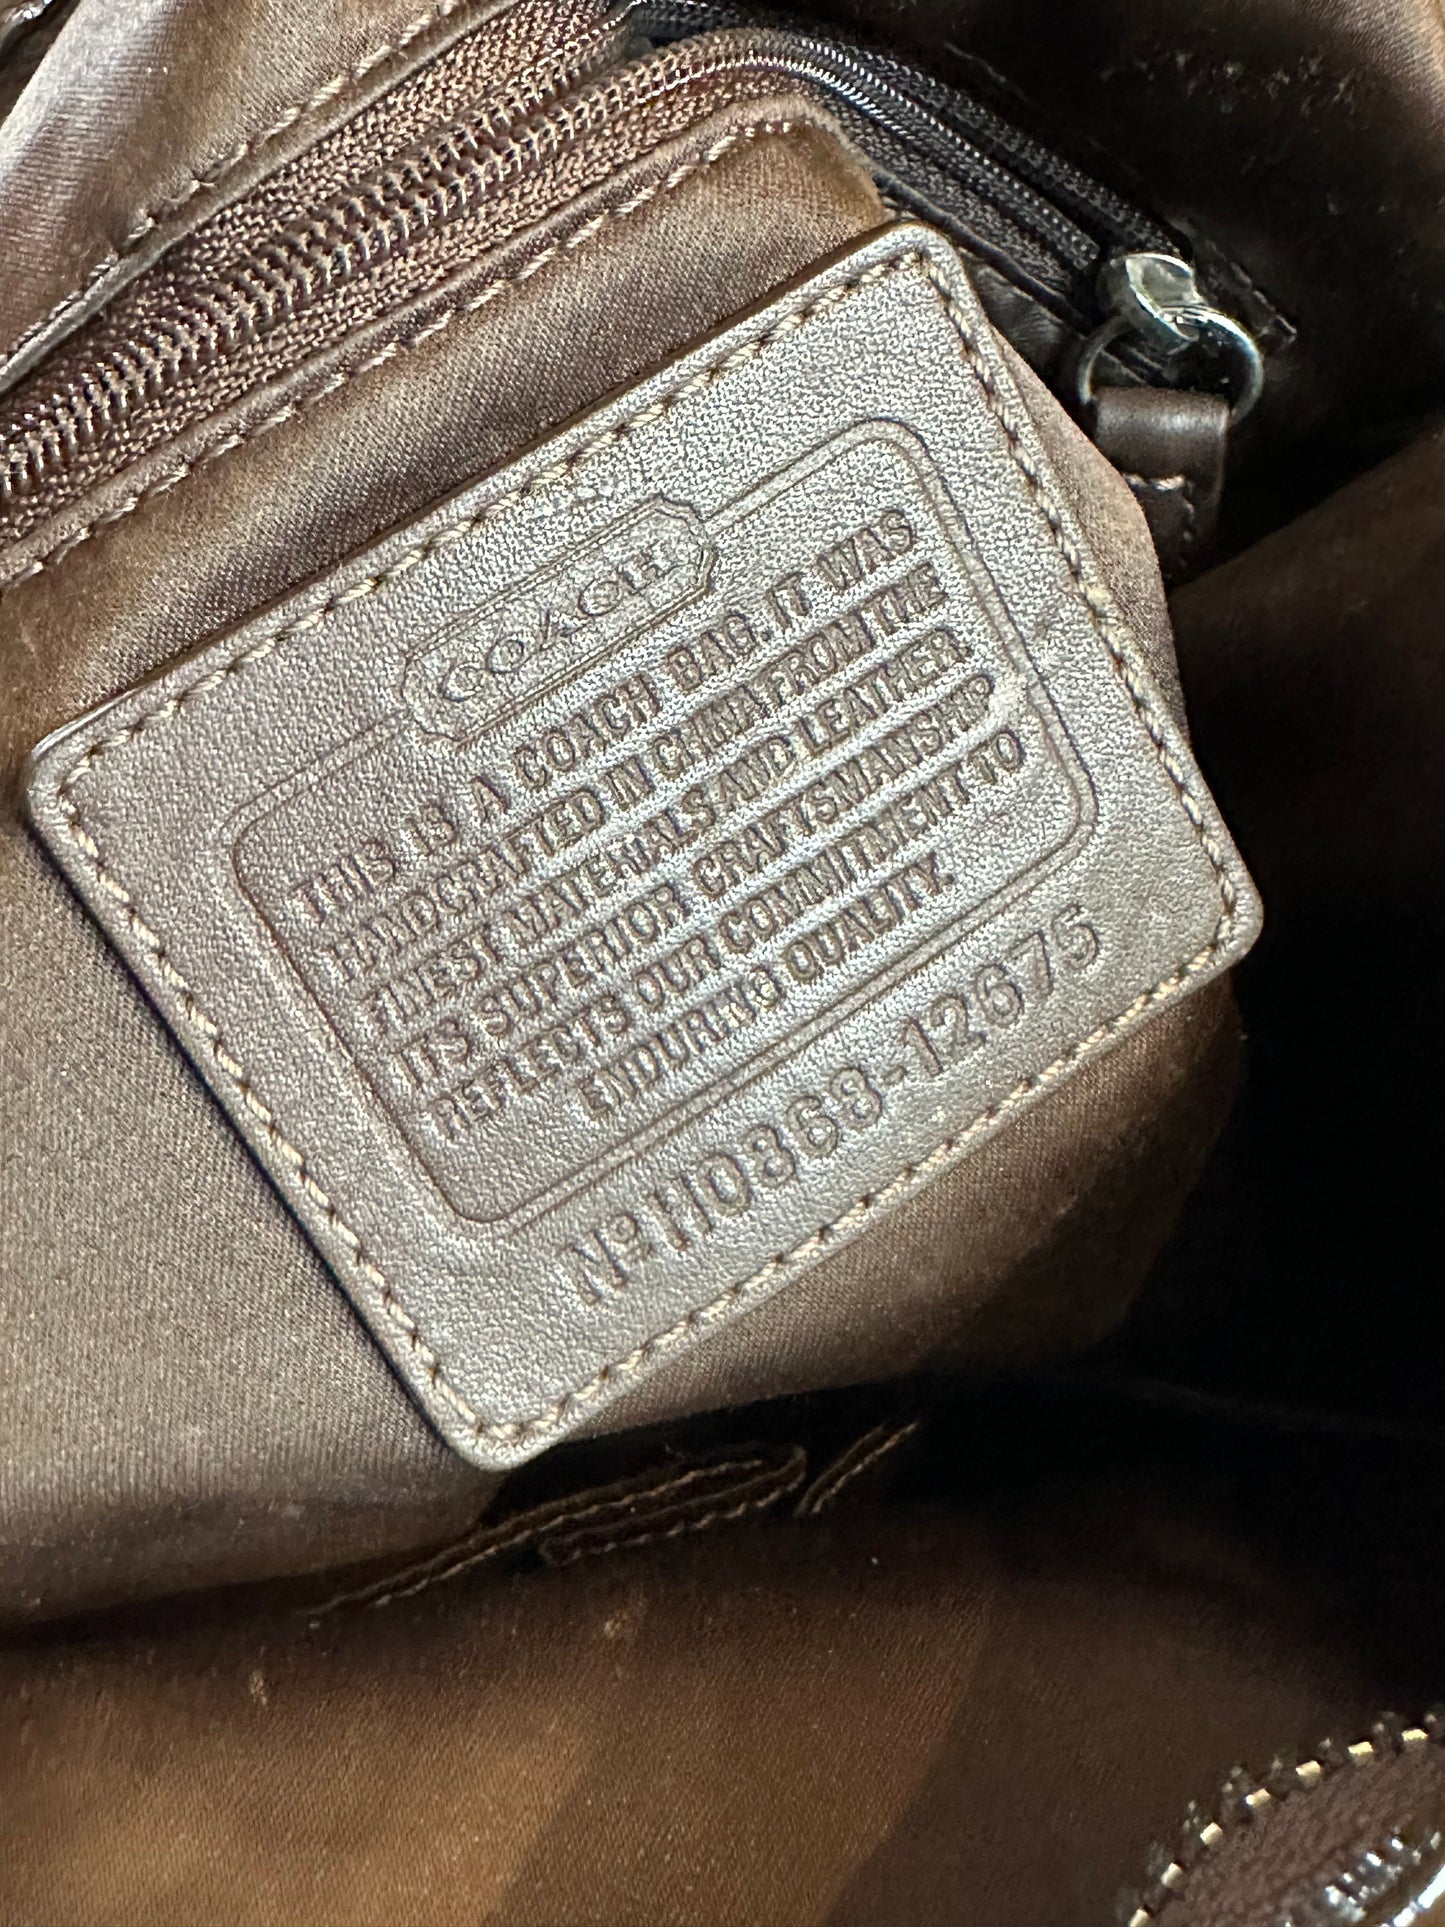 COACH
THIS IS A COACH BAG. IT WAS
HANDCRAFTED IN CHINA FROM THE
FINEST MATERIALS AND LEATHER
ITS SUPERIOR CRAFTSMANSHIP
REFLECTS OUR COMMITMENT TO
ENDURING QUALITY.
Nº H0868-12675